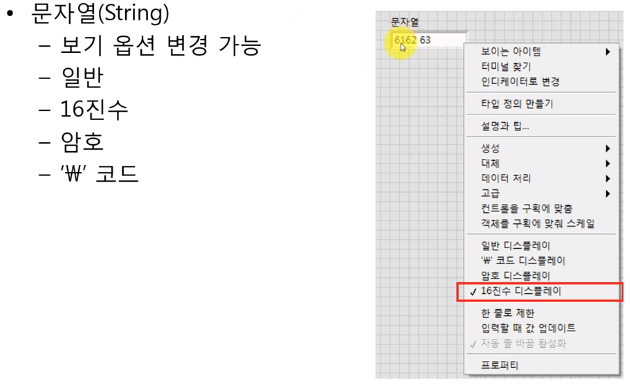 • 문자열(String)
– 보기 옵션 변경 가능
– 일반
– 16진수
– 암호
– '₩' 코드
문자열
6162 63
보이는 아이템
터미널 찾기
인디케이터로 변경
타입 정의 만들기
설명과 팁...
생성
대체
데이터 처리
고급
컨트롤을 구획에 맞춤
객체를 구획에 맞춰 스케일
일반 디스플레이
'₩' 코드 디스플레이
암호 디스플레이
✓ 16진수 디스플레이
한 줄로 제한
입력할 때 값 업데이트
✓ 자동 줄 바꿈 활성화
프로퍼티